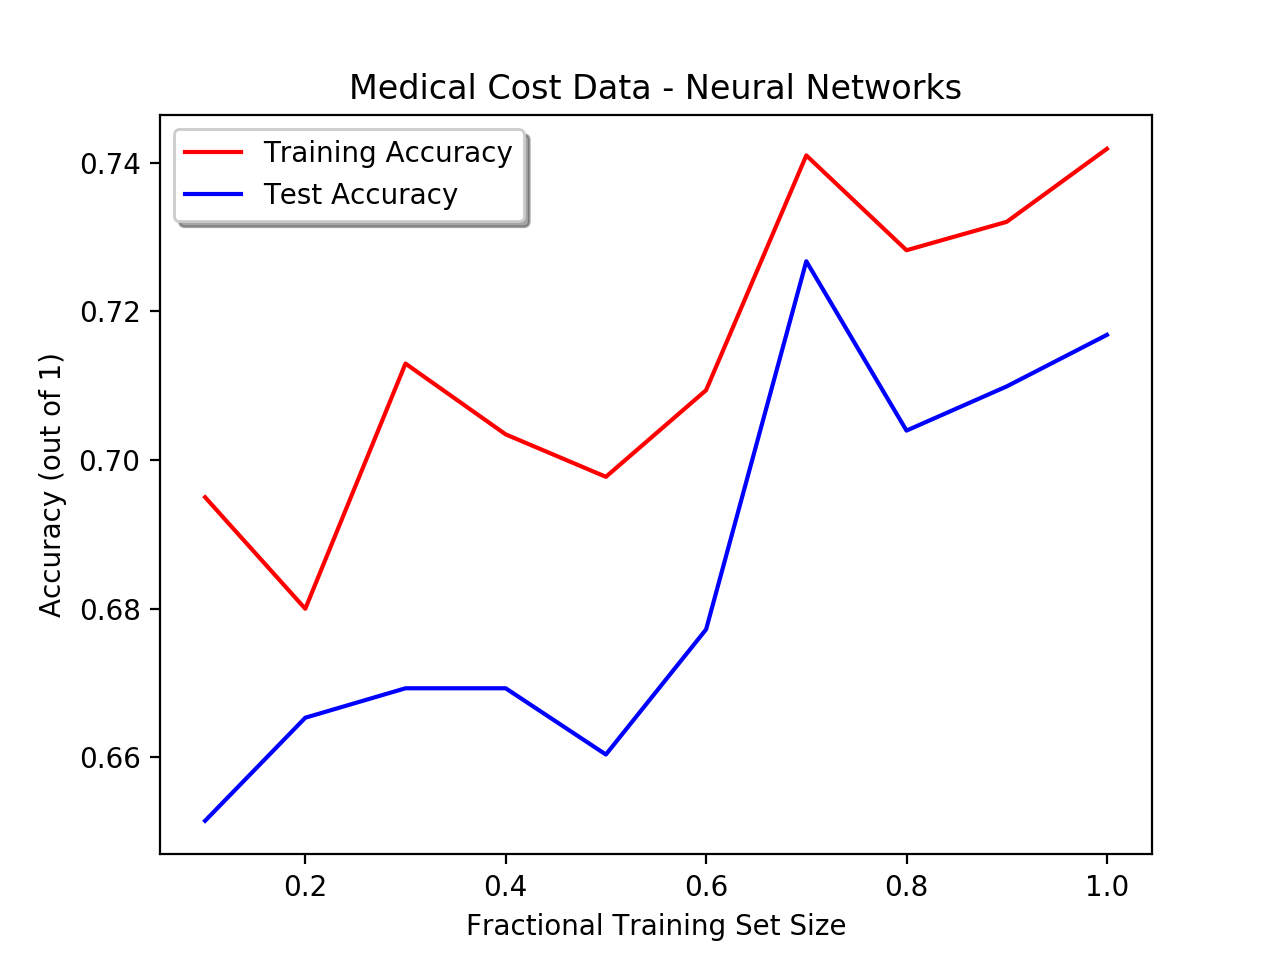 Medical Cost Data - Neural Networks
Training Accuracy
Test Accuracy
Accuracy (out of 1)
0.74
0.72
0.70
0.68
0.66
0.2 0.4 0.6 0.8 1.0
Fractional Training Set Size